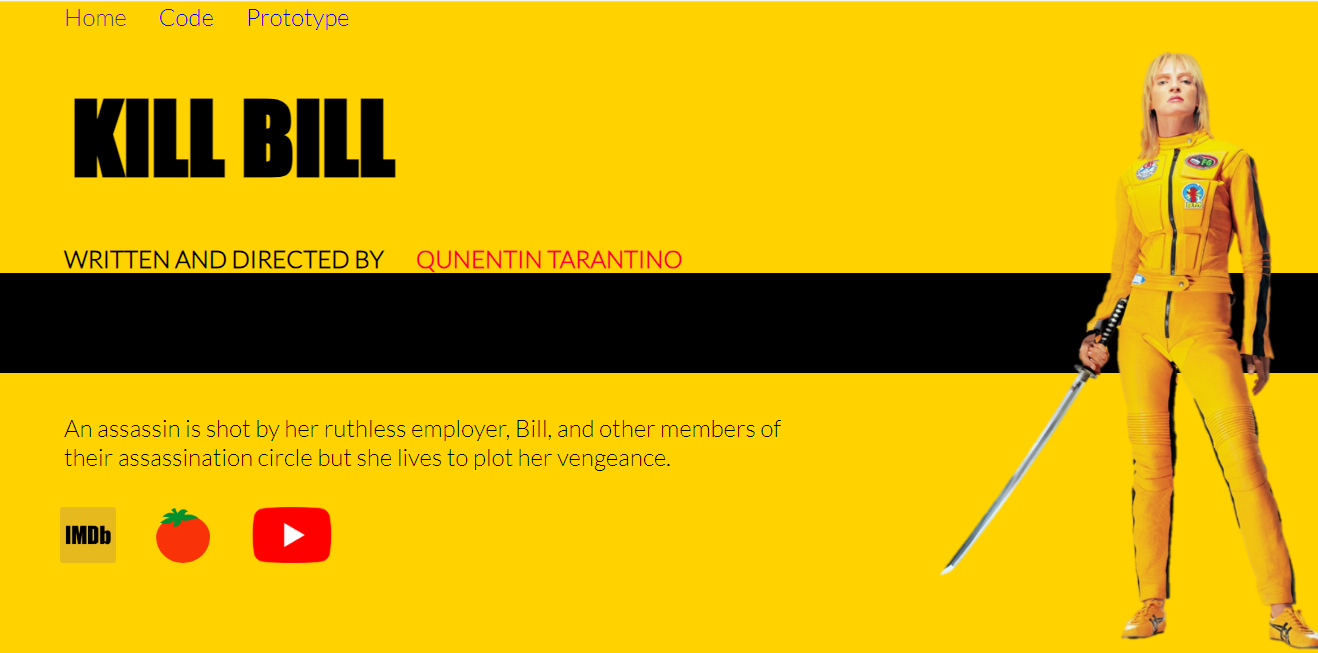 Home Code Prototype
KILL BILL
WRITTEN AND DIRECTED BY QUNENTIN TARANTINO
An assassin is shot by her ruthless employer, Bill, and other members of
their assassination circle but she lives to plot her vengeance.
IMDb